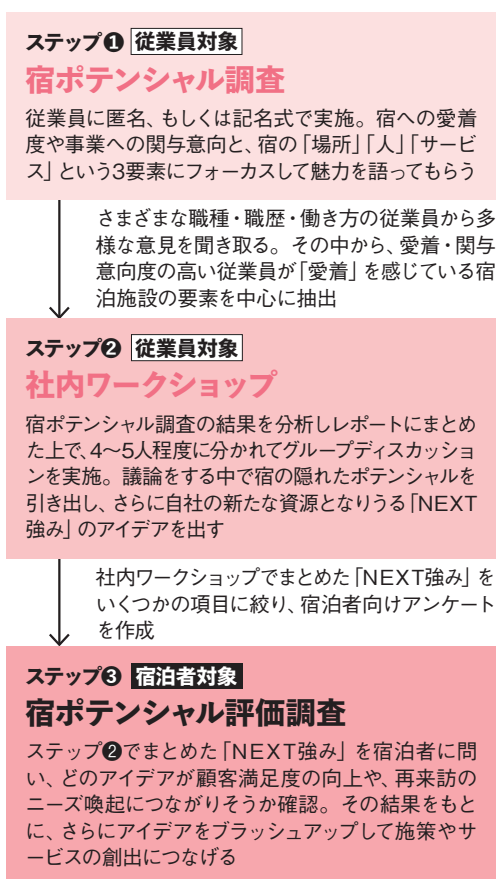 ステップ❶ 従業員対象
宿ポテンシャル調査
従業員に匿名、もしくは記名式で実施。宿への愛着
度や事業への関与意向と、宿の「場所」「人」「サービ
ス」という3要素にフォーカスして魅力を語ってもらう
さまざまな職種・職歴・働き方の従業員から多
様な意見を聞き取る。その中から、愛着・関与
意向度の高い従業員が「愛着」を感じている宿
泊施設の要素を中心に抽出
ステップ❷ 従業員対象
社内ワークショップ
宿ポテンシャル調査の結果を分析しレポートにまとめ
た上で、4〜5人程度に分かれてグループディスカッショ
ンを実施。議論をする中で宿の隠れたポテンシャルを
引き出し、さらに自社の新たな資源となりうる「NEXT
強み」のアイデアを出す
社内ワークショップでまとめた「NEXT強み」を
いくつかの項目に絞り、宿泊者向けアンケート
を作成
ステップ❸ 宿泊者対象
宿ポテンシャル評価調査
ステップ❷でまとめた「NEXT強み」を宿泊者に問
い、どのアイデアが顧客満足度の向上や、再来訪の
ニーズ喚起につながりそうか確認。その結果をもと
に、さらにアイデアをブラッシュアップして施策やサ
ービスの創出につなげる